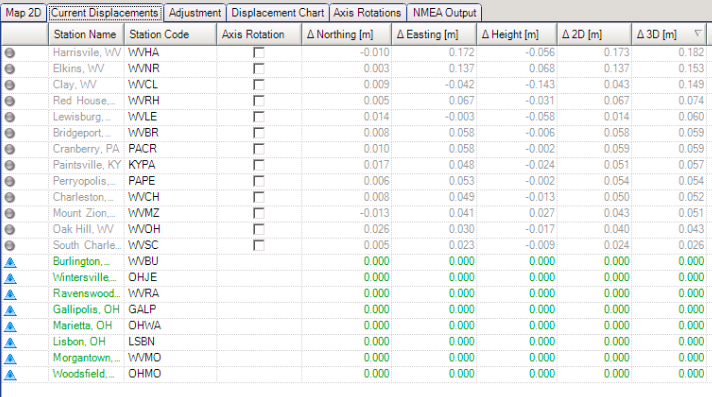 Map 2D Current Displacements Adjustment Displacement Chart Axis Rotations NMEA Output
Station Name Station Code Axis Rotation Δ Northing [m] Δ Easting [m] Δ Height [m] Δ 2D [m] Δ 3D [m]
Harrisvile, WV WVHA -0.010 0.172 -0.056 0.173 0.182
Elkins, WV WVNR 0.003 0.137 0.068 0.137 0.153
Clay, WV WVCL 0.009 -0.042 -0.143 0.043 0.149
Red House,... WVRH 0.005 0.067 -0.031 0.067 0.074
Lewisburg,... WVLE 0.014 -0.003 -0.058 0.014 0.060
Bridgeport,... WVBR 0.008 0.058 -0.006 0.058 0.059
Cranberry, PA PACR 0.010 0.058 -0.002 0.059 0.059
Paintsville, KY KYPA 0.017 0.048 -0.024 0.051 0.057
Perryopolis,... PAPE 0.006 0.053 -0.002 0.054 0.054
Charleston,... WVCH 0.008 0.049 -0.013 0.050 0.052
Mount Zion,... WVMZ -0.013 0.041 0.027 0.043 0.051
Oak Hill, WV WVOH 0.026 0.030 -0.017 0.040 0.043
South Charle... WVSC 0.005 0.023 -0.009 0.024 0.026
Burlington,... WVBU 0.000 0.000 0.000 0.000 0.000
Wintersville,... OHJE 0.000 0.000 0.000 0.000 0.000
Ravenswood... WVRA 0.000 0.000 0.000 0.000 0.000
Gallipolis, OH GALP 0.000 0.000 0.000 0.000 0.000
Marietta, OH OHWA 0.000 0.000 0.000 0.000 0.000
Lisbon, OH LSBN 0.000 0.000 0.000 0.000 0.000
Morgantown,... WVMO 0.000 0.000 0.000 0.000 0.000
Woodsfield,... OHMO 0.000 0.000 0.000 0.000 0.000